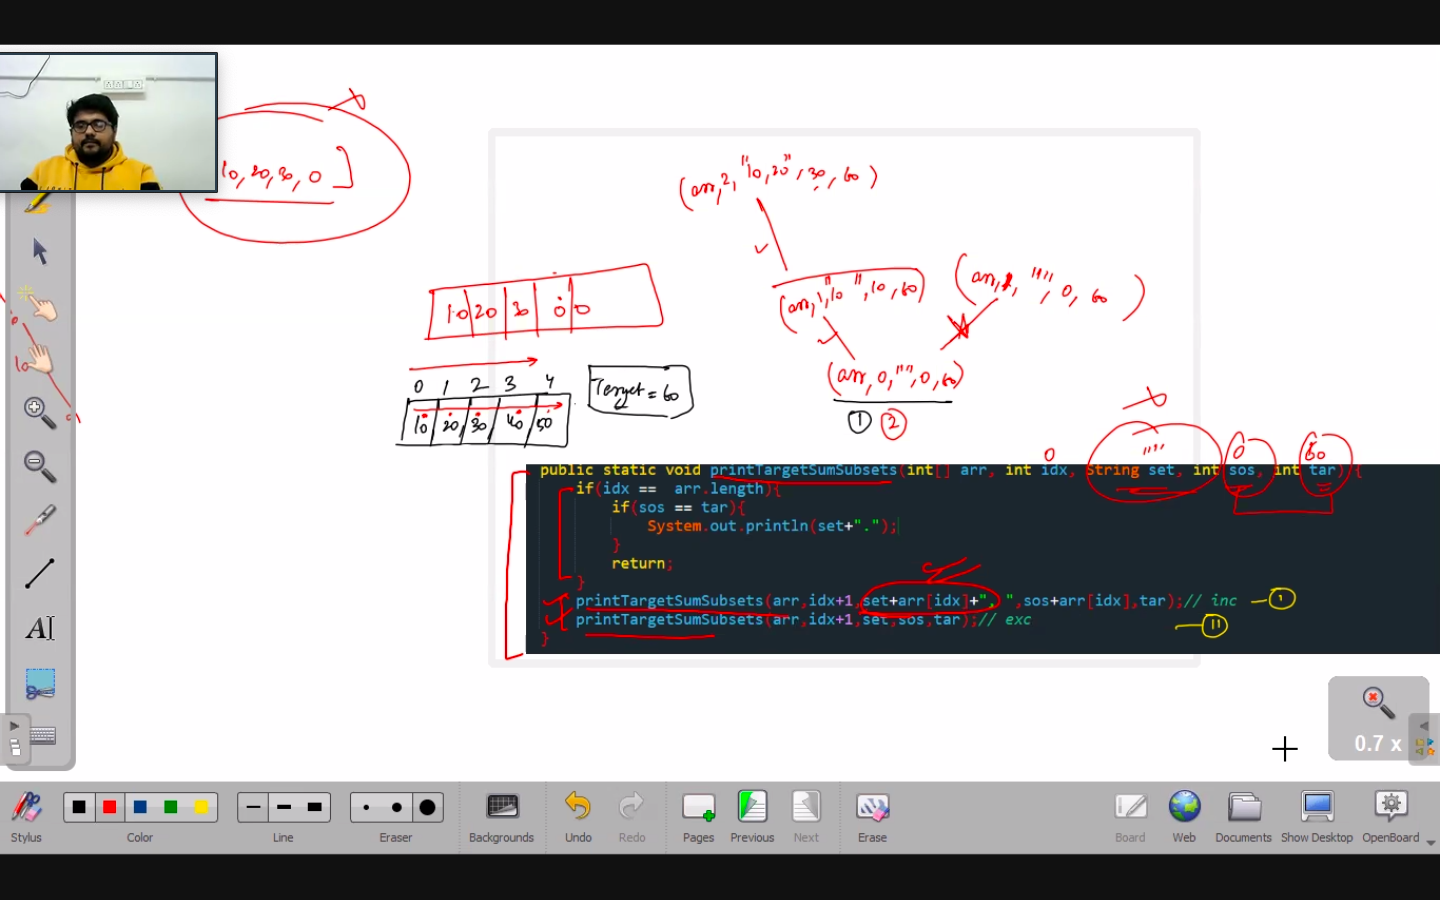 10, 20, 30, 0 ]
(arr, 2, "10,20", 30, 60)
(arr, 1, "10 ", 10, 60)
(arr, 1, "", 0, 60)
10 20 30 0 0
(arr, 0, "", 0, 60)
0 1 2 3 4
Target = 60
10 20 30 40 50
1 2
10
0 "" 0 60
public static void printTargetSumSubsets(int[] arr, int idx, String set, int sos, int tar){
if(idx == arr.length){
if(sos == tar){
System.out.println(set+".");
}
return;
}
printTargetSumSubsets(arr,idx+1,set+arr[idx]+", ",sos+arr[idx],tar);// inc
printTargetSumSubsets(arr,idx+1,set,sos,tar);// exc
}
0.7 x
Stylus
Color
Line
Eraser
Backgrounds
Undo
Redo
Pages
Previous
Next
Erase
Board
Web
Documents
Show Desktop
OpenBoard